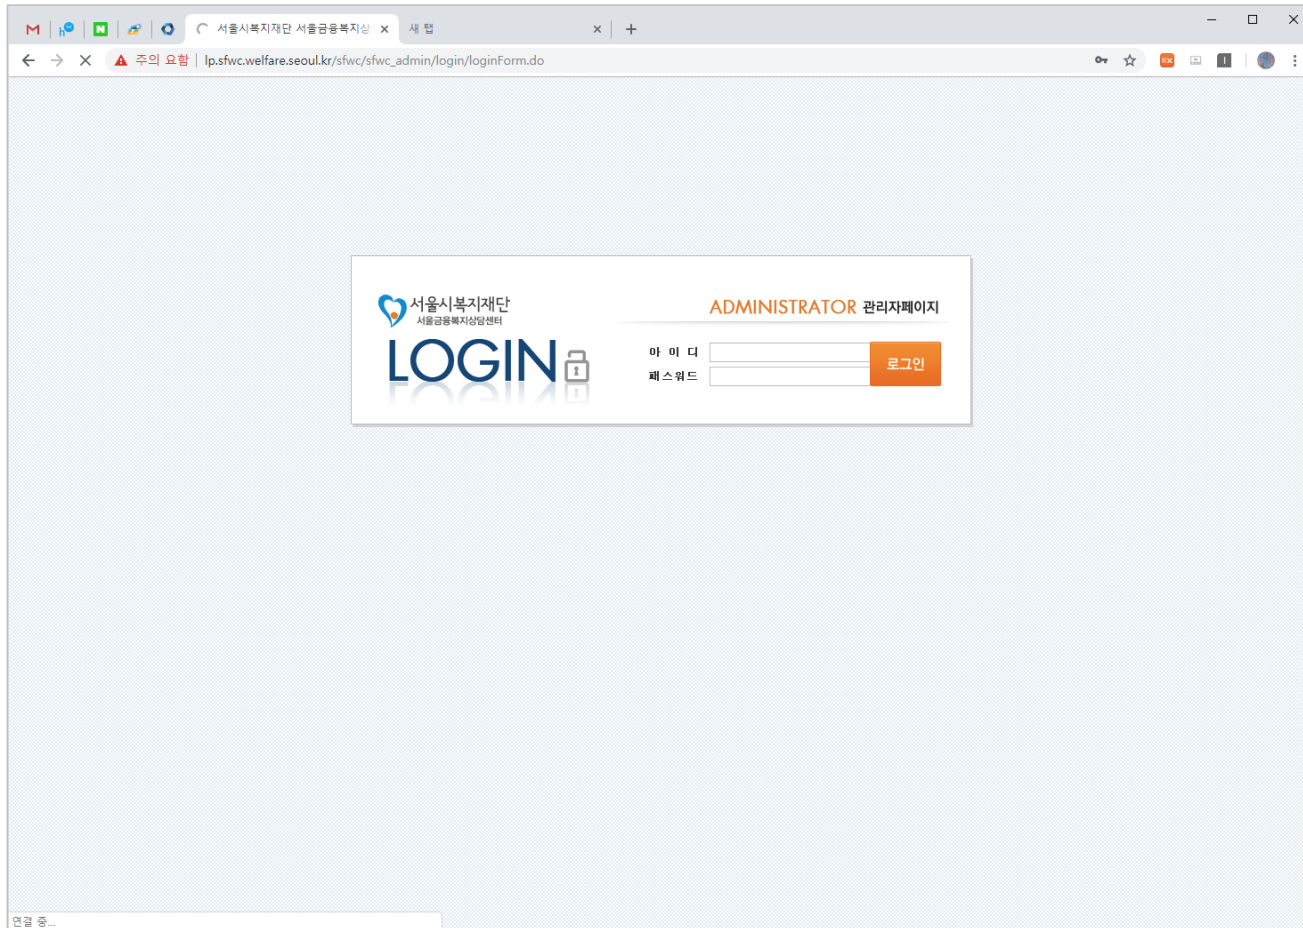 서울시복지재단 서울금융복지상
새 탭
주의 요함
lp.sfwc.welfare.seoul.kr/sfwc/sfwc_admin/login/loginForm.do
서울시복지재단
서울금융복지상담센터
LOGIN
ADMINISTRATOR 관리자페이지
아 이 디
패스워드
로그인
연결 중...